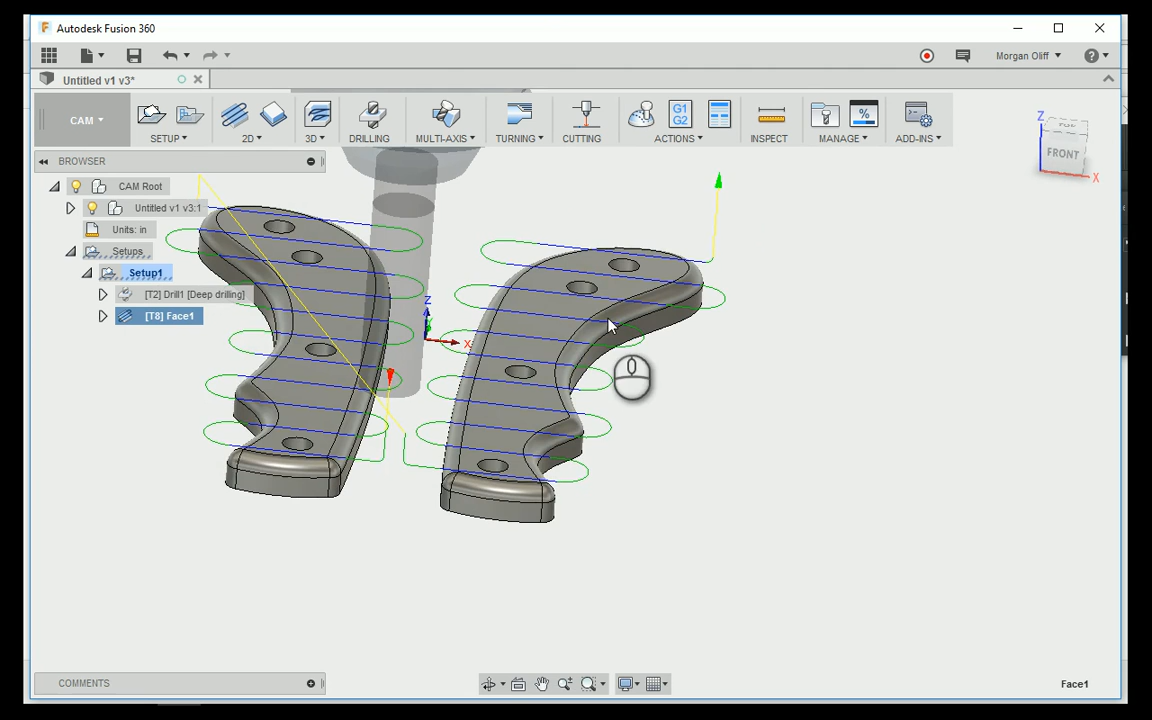 Autodesk Fusion 360
Morgan Oliff
Untitled v1 v3*
CAM
SETUP
2D
3D
DRILLING
MULTI-AXIS
TURNING
CUTTING
G1
G2
ACTIONS
INSPECT
MANAGE
ADD-INS
BROWSER
CAM Root
Untitled v1 v3:1
Units: in
Setups
Setup1
[T2] Drill1 [Deep drilling]
[T8] Face1
Z
X
Z
FRONT
X
COMMENTS
Face1